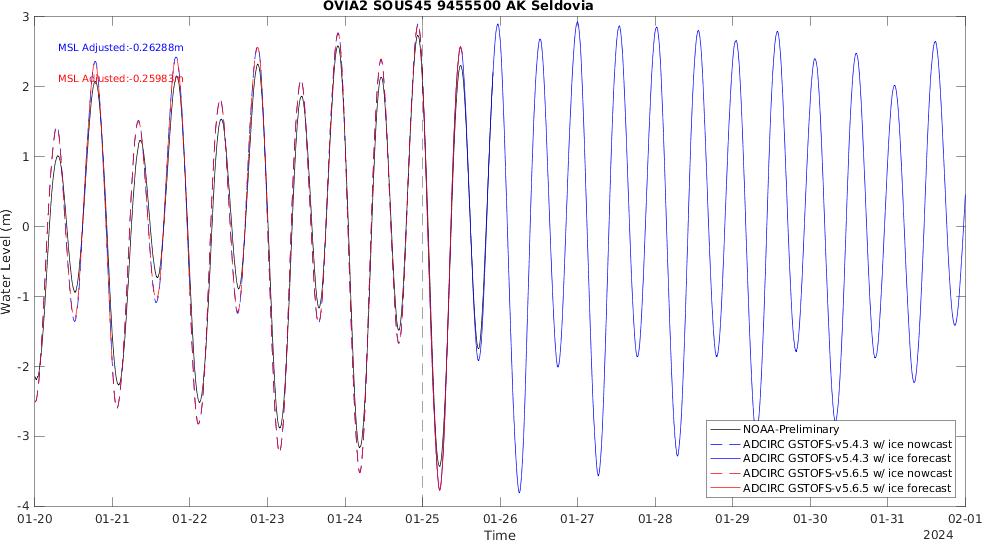 OVIA2 SOUS45 9455500 AK Seldovia
MSL Adjusted:-0.26288m
MSL Adjusted:-0.25983m
Water Level (m)
3
2
1
0
-1
-2
-3
-4
NOAA-Preliminary
ADCIRC GSTOFS-v5.4.3 w/ ice nowcast
ADCIRC GSTOFS-v5.4.3 w/ ice forecast
ADCIRC GSTOFS-v5.6.5 w/ ice nowcast
ADCIRC GSTOFS-v5.6.5 w/ ice forecast
01-20 01-21 01-22 01-23 01-24 01-25 01-26 01-27 01-28 01-29 01-30 01-31 02-01
Time
2024